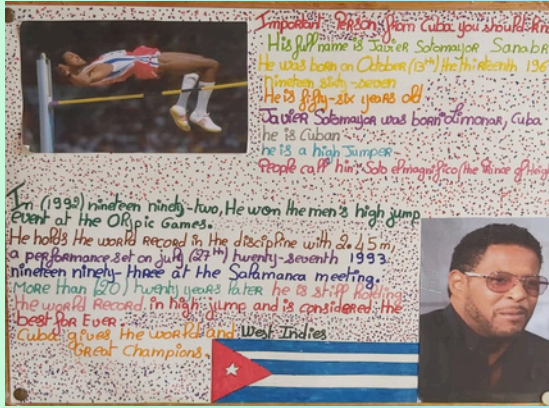 Important Person from Cuba you should
His full name is Javier Sotomayor
He was born on October (13th) the thirteenth 196
nineteen sixty-seven
He is fifty-six years old
Javier Sotomayor was born Limonar, Cuba
he is Cuban
he is a high Jumper-
People call him: Soto el magnifico/the Prince of
In (1992) nineteen ninety-two, He won the men's high jump
event at the Olypic Games.
He holds the world Record in the discipline with 2.45m,
a performance set on july (27th) twenty-seventh 1993
nineteen ninety-three at the Salamanca meeting.
More than (20) twenty years later he is still holding
the world Record in high jump and is considered the
best for Ever.
Cuba gives the world and West Indies
Great Champions.